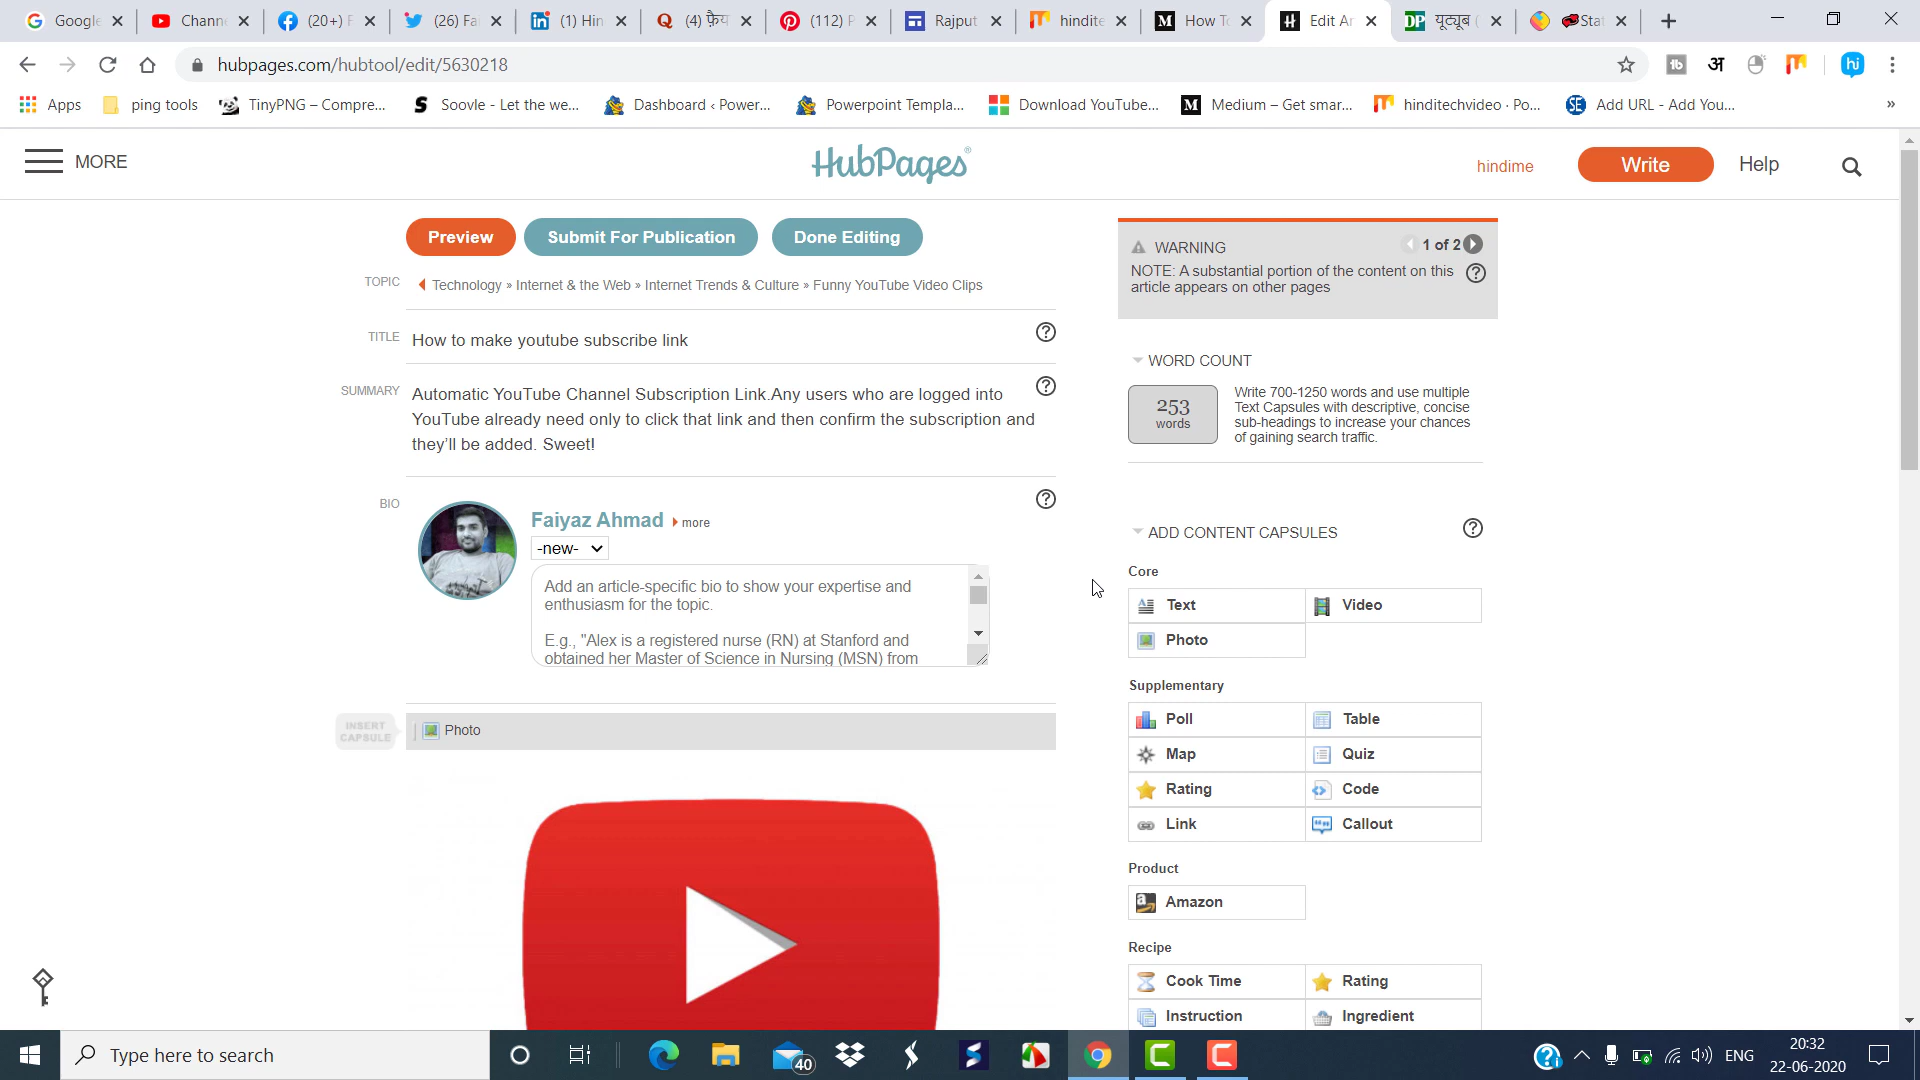 Google
Chann
(20+) F
(26) Fai
(1) Hin
(4) फ़ैय
(112) P
Rajput
hindite
How To
Edit Ar
यूट्यूब (
Stat
hubpages.com/hubtool/edit/5630218
Apps
ping tools
TinyPNG – Compre...
Soovle - Let the we...
Dashboard ‹ Power...
Powerpoint Templa...
Download YouTube...
Medium – Get smar...
hinditechvideo · Po...
Add URL - Add You...
»
MORE
HubPages®
hindime
Write
Help
Preview
Submit For Publication
Done Editing
TOPIC
Technology » Internet & the Web » Internet Trends & Culture » Funny YouTube Video Clips
TITLE
How to make youtube subscribe link
SUMMARY
Automatic YouTube Channel Subscription Link.Any users who are logged into
YouTube already need only to click that link and then confirm the subscription and
they'll be added. Sweet!
BIO
Faiyaz Ahmad
more
-new-
Add an article-specific bio to show your expertise and
enthusiasm for the topic.
E.g., "Alex is a registered nurse (RN) at Stanford and
obtained her Master of Science in Nursing (MSN) from
INSERT
CAPSULE
Photo
WARNING
1 of 2
NOTE: A substantial portion of the content on this
article appears on other pages
WORD COUNT
253
words
Write 700-1250 words and use multiple
Text Capsules with descriptive, concise
sub-headings to increase your chances
of gaining search traffic.
ADD CONTENT CAPSULES
Core
Text
Video
Photo
Supplementary
Poll
Table
Map
Quiz
Rating
Code
Link
Callout
Product
Amazon
Recipe
Cook Time
Rating
Instruction
Ingredient
Type here to search
40
ENG
20:32
22-06-2020